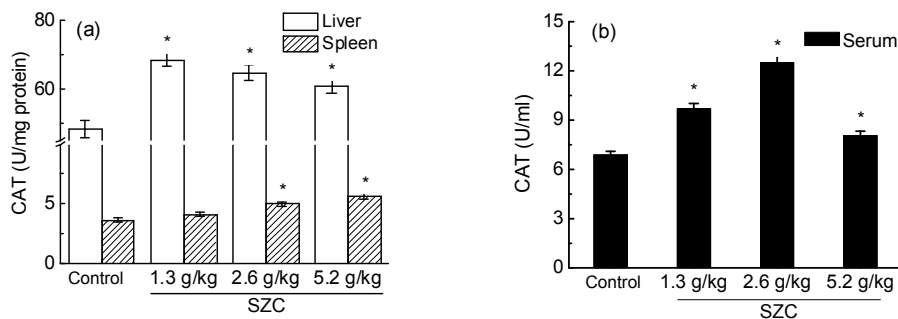 (a)
Liver
Spleen
CAT (U/mg protein)
80
60
5
0
*
*
*
*
*
Control
1.3 g/kg
2.6 g/kg
5.2 g/kg
SZC
(b)
Serum
CAT (U/ml)
15
12
9
6
3
0
*
*
*
Control
1.3 g/kg
2.6 g/kg
5.2 g/kg
SZC